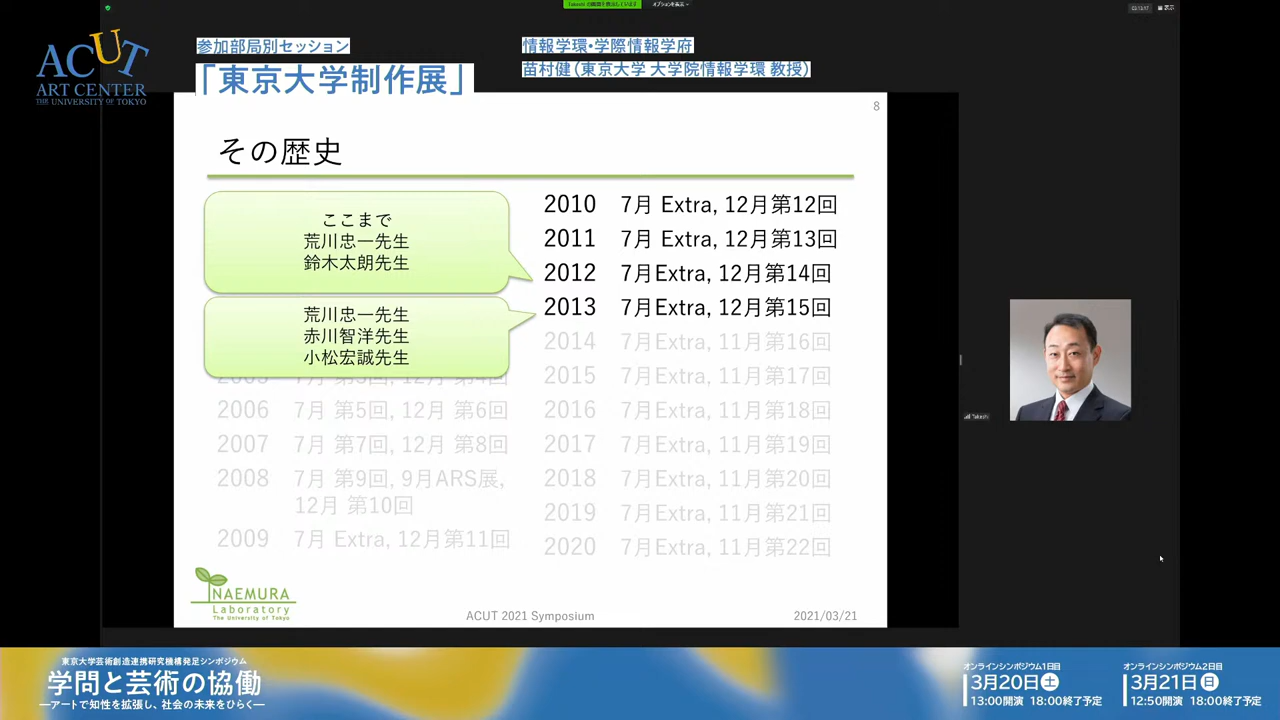 Takeshi の画面を表示しています
オプションを表示
表示
ACUT
ART CENTER
THE UNIVERSITY OF TOKYO
参加部局別セッション
「東京大学制作展」
情報学環・学際情報学府
苗村健(東京大学 大学院情報学環 教授)
8
その歴史
ここまで
荒川忠一先生
鈴木太朗先生
荒川忠一先生
赤川智洋先生
小松宏誠先生
2006 7月 第5回, 12月 第6回
2007 7月 第7回, 12月 第8回
2008 7月 第9回, 9月ARS展,
12月 第10回
2009 7月 Extra, 12月第11回
2010 7月 Extra, 12月第12回
2011 7月 Extra, 12月第13回
2012 7月Extra, 12月第14回
2013 7月Extra, 12月第15回
2014 7月Extra, 11月第16回
2015 7月Extra, 11月第17回
2016 7月Extra, 11月第18回
2017 7月Extra, 11月第19回
2018 7月Extra, 11月第20回
2019 7月Extra, 11月第21回
2020 7月Extra, 11月第22回
NAEMURA
Laboratory
The University of Tokyo
ACUT 2021 Symposium
2021/03/21
Takeshi
東京大学芸術創造連携研究機構発足シンポジウム
学問と芸術の協働
―アートで知性を拡張し、社会の未来をひらく―
オンラインシンポジウム1日目
3月20日土
13:00開演 18:00終了予定
オンラインシンポジウム2日目
3月21日日
12:50開演 18:00終了予定